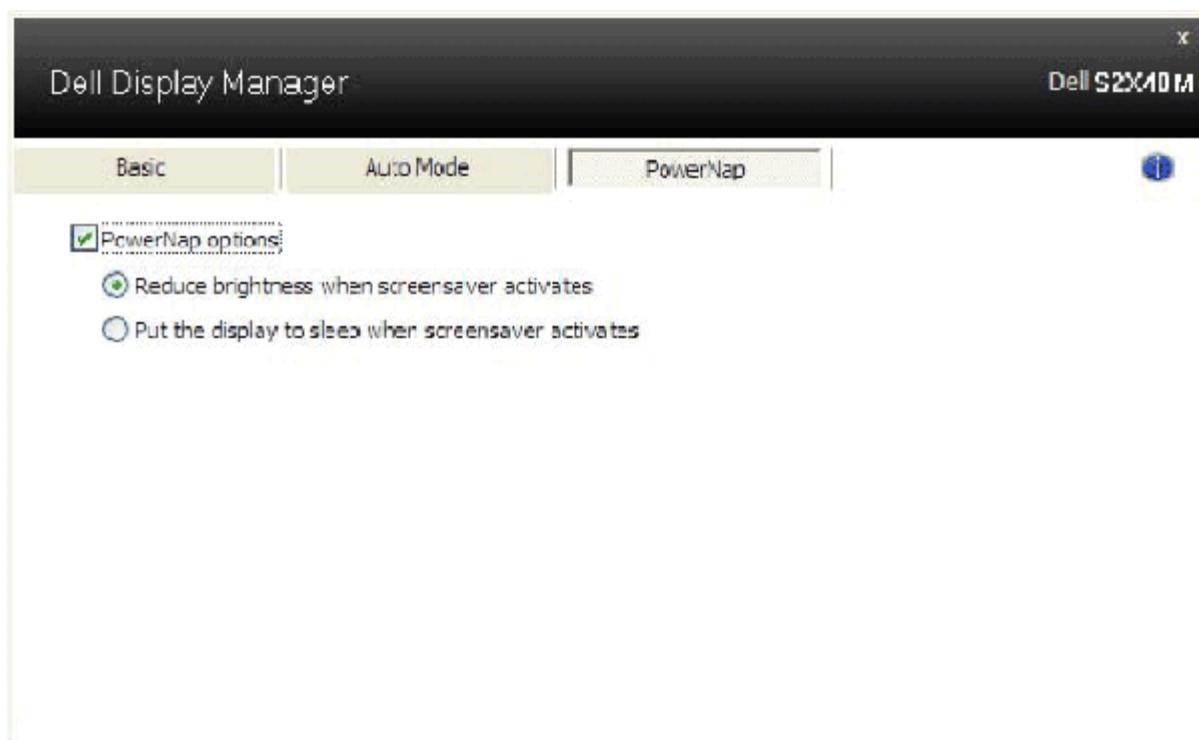 x
Dell Display Manager
Dell S2X40M
Basic
Auto Mode
PowerNap
PowerNap options
Reduce brightness when screensaver activates
Put the display to sleep when screensaver activates